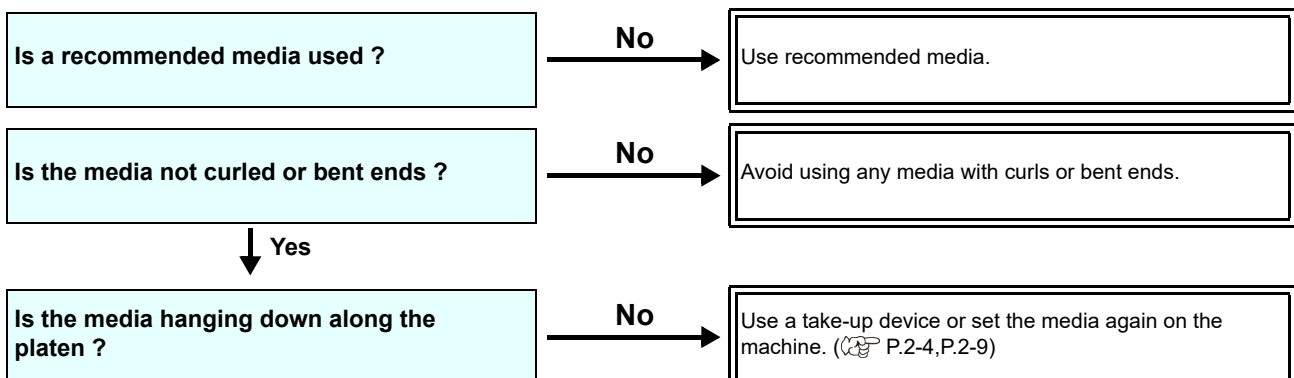 Is a recommended media used ?
No
Use recommended media.
Is the media not curled or bent ends ?
No
Avoid using any media with curls or bent ends.
Yes
Is the media hanging down along the
platen ?
No
Use a take-up device or set the media again on the
machine. ( P.2-4,P.2-9)